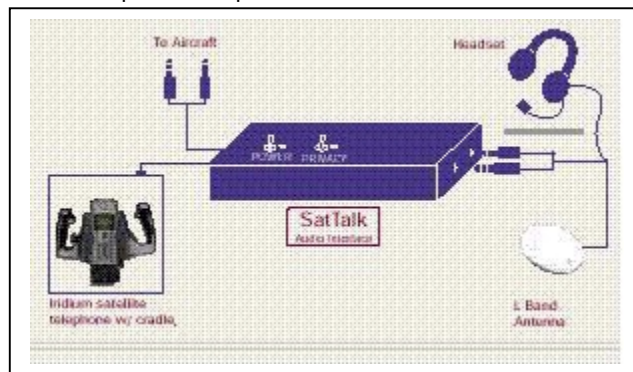 To Aircraft
Headset
POWER PRIVACY
SatTalk
Audio Interface
Iridium satellite
telephone w/ cradle,
L Band
Antenna